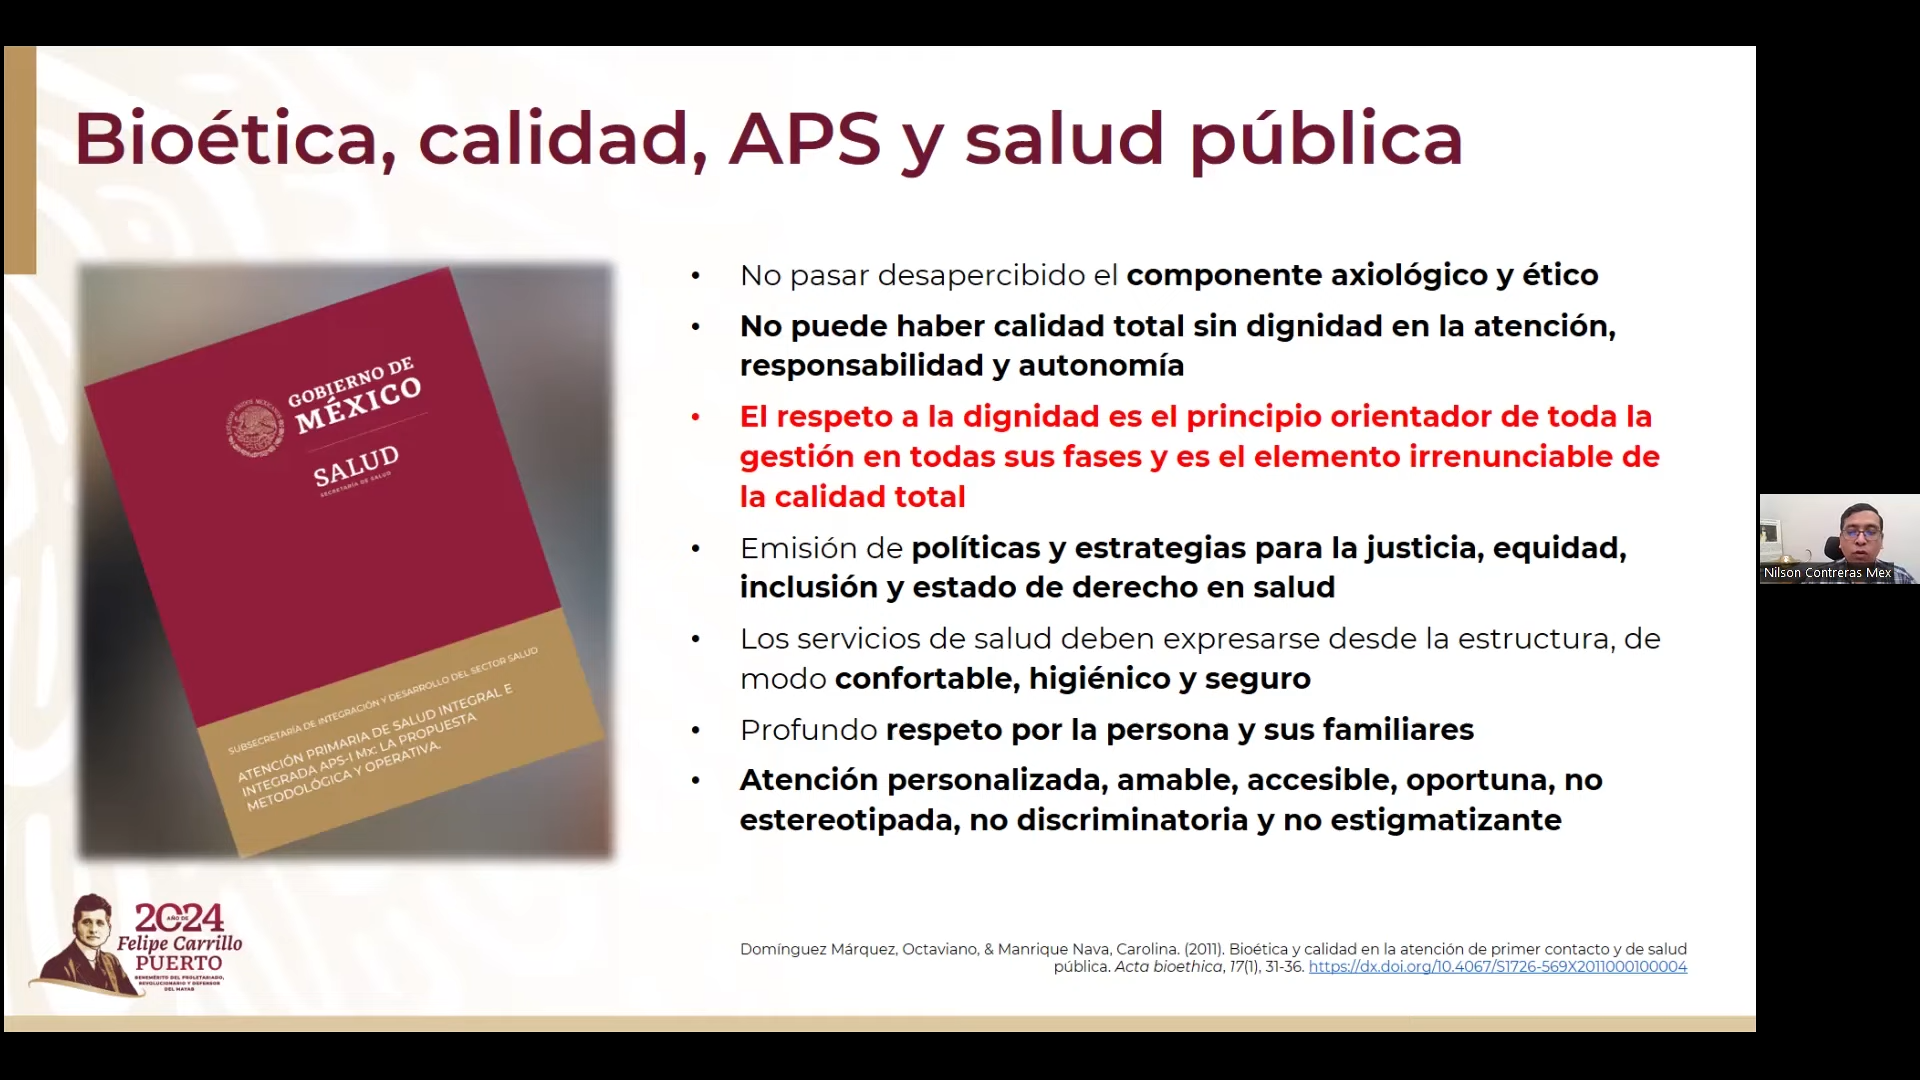 Bioética, calidad, APS y salud pública
GOBIERNO DE
MÉXICO
SALUD
SECRETARÍA DE SALUD
SUBSECRETARÍA DE INTEGRACIÓN Y DESARROLLO DEL SECTOR SALUD
ATENCIÓN PRIMARIA DE SALUD INTEGRAL E
INTEGRADA APS-I Mx: LA PROPUESTA
METODOLÓGICA Y OPERATIVA.
• No pasar desapercibido el componente axiológico y ético
• No puede haber calidad total sin dignidad en la atención,
responsabilidad y autonomía
• El respeto a la dignidad es el principio orientador de toda la
gestión en todas sus fases y es el elemento irrenunciable de
la calidad total
• Emisión de políticas y estrategias para la justicia, equidad,
inclusión y estado de derecho en salud
• Los servicios de salud deben expresarse desde la estructura, de
modo confortable, higiénico y seguro
• Profundo respeto por la persona y sus familiares
• Atención personalizada, amable, accesible, oportuna, no
estereotipada, no discriminatoria y no estigmatizante
Nilson Contreras Mex
2024
AÑO DE
Felipe Carrillo
PUERTO
BENEMÉRITO DEL PROLETARIADO,
REVOLUCIONARIO Y DEFENSOR
DEL MAYAB
Domínguez Márquez, Octaviano, & Manrique Nava, Carolina. (2011). Bioética y calidad en la atención de primer contacto y de salud
pública. Acta bioethica, 17(1), 31-36. https://dx.doi.org/10.4067/S1726-569X2011000100004